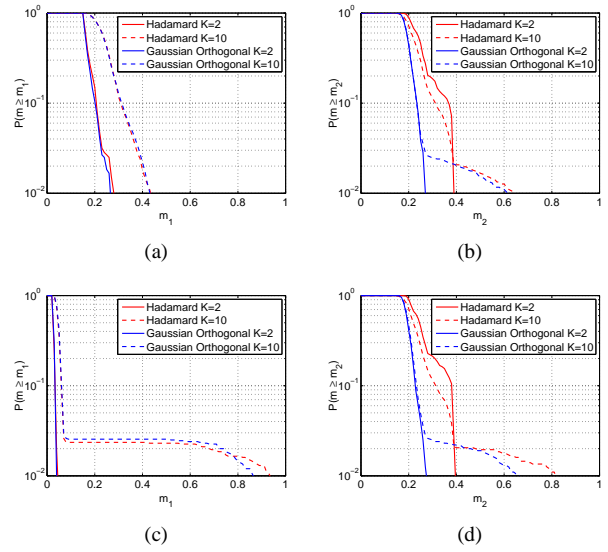 10^0
10^-1
10^-2
P(m ≥ m_1)
Hadamard K=2
Hadamard K=10
Gaussian Orthogonal K=2
Gaussian Orthogonal K=10
0 0.2 0.4 0.6 0.8 1
m_1
(a)
10^0
10^-1
10^-2
P(m ≥ m_2)
Hadamard K=2
Hadamard K=10
Gaussian Orthogonal K=2
Gaussian Orthogonal K=10
0 0.2 0.4 0.6 0.8 1
m_2
(b)
10^0
10^-1
10^-2
P(m ≥ m_1)
Hadamard K=2
Hadamard K=10
Gaussian Orthogonal K=2
Gaussian Orthogonal K=10
0 0.2 0.4 0.6 0.8 1
m_1
(c)
10^0
10^-1
10^-2
P(m ≥ m_2)
Hadamard K=2
Hadamard K=10
Gaussian Orthogonal K=2
Gaussian Orthogonal K=10
0 0.2 0.4 0.6 0.8 1
m_2
(d)